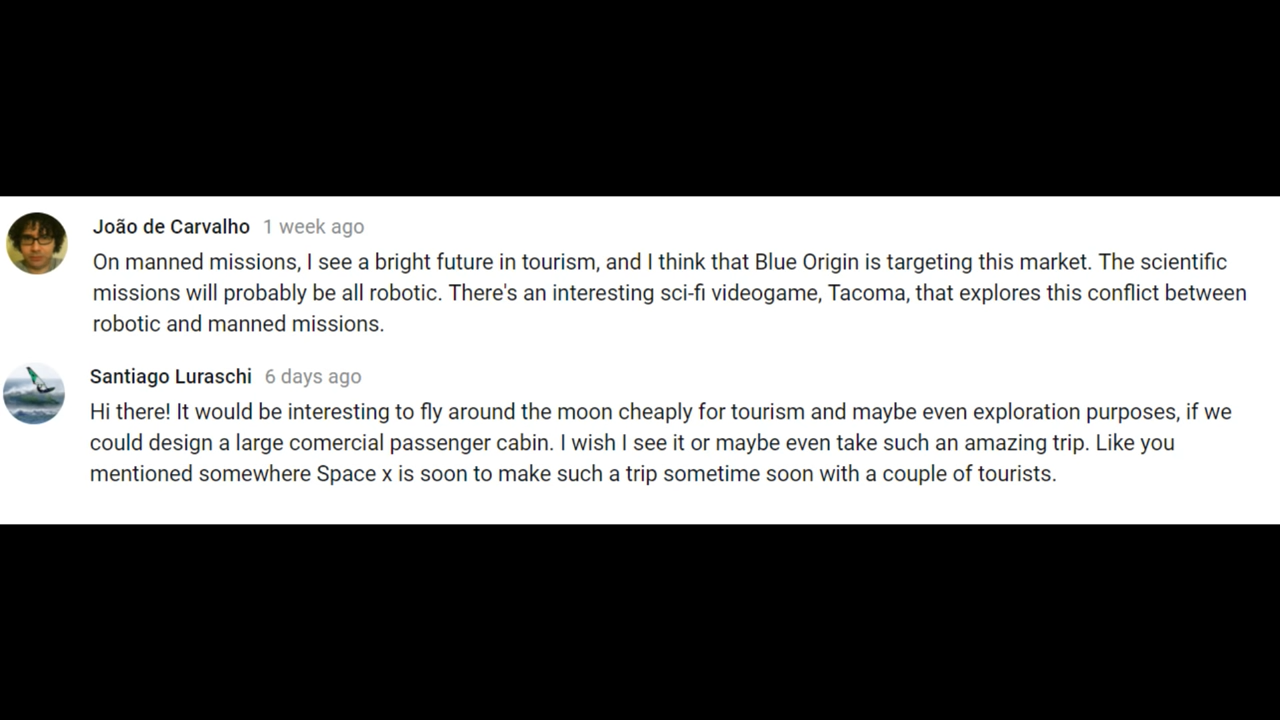 João de Carvalho 1 week ago
On manned missions, I see a bright future in tourism, and I think that Blue Origin is targeting this market. The scientific
missions will probably be all robotic. There's an interesting sci-fi videogame, Tacoma, that explores this conflict between
robotic and manned missions.
Santiago Luraschi 6 days ago
Hi there! It would be interesting to fly around the moon cheaply for tourism and maybe even exploration purposes, if we
could design a large comercial passenger cabin. I wish I see it or maybe even take such an amazing trip. Like you
mentioned somewhere Space x is soon to make such a trip sometime soon with a couple of tourists.